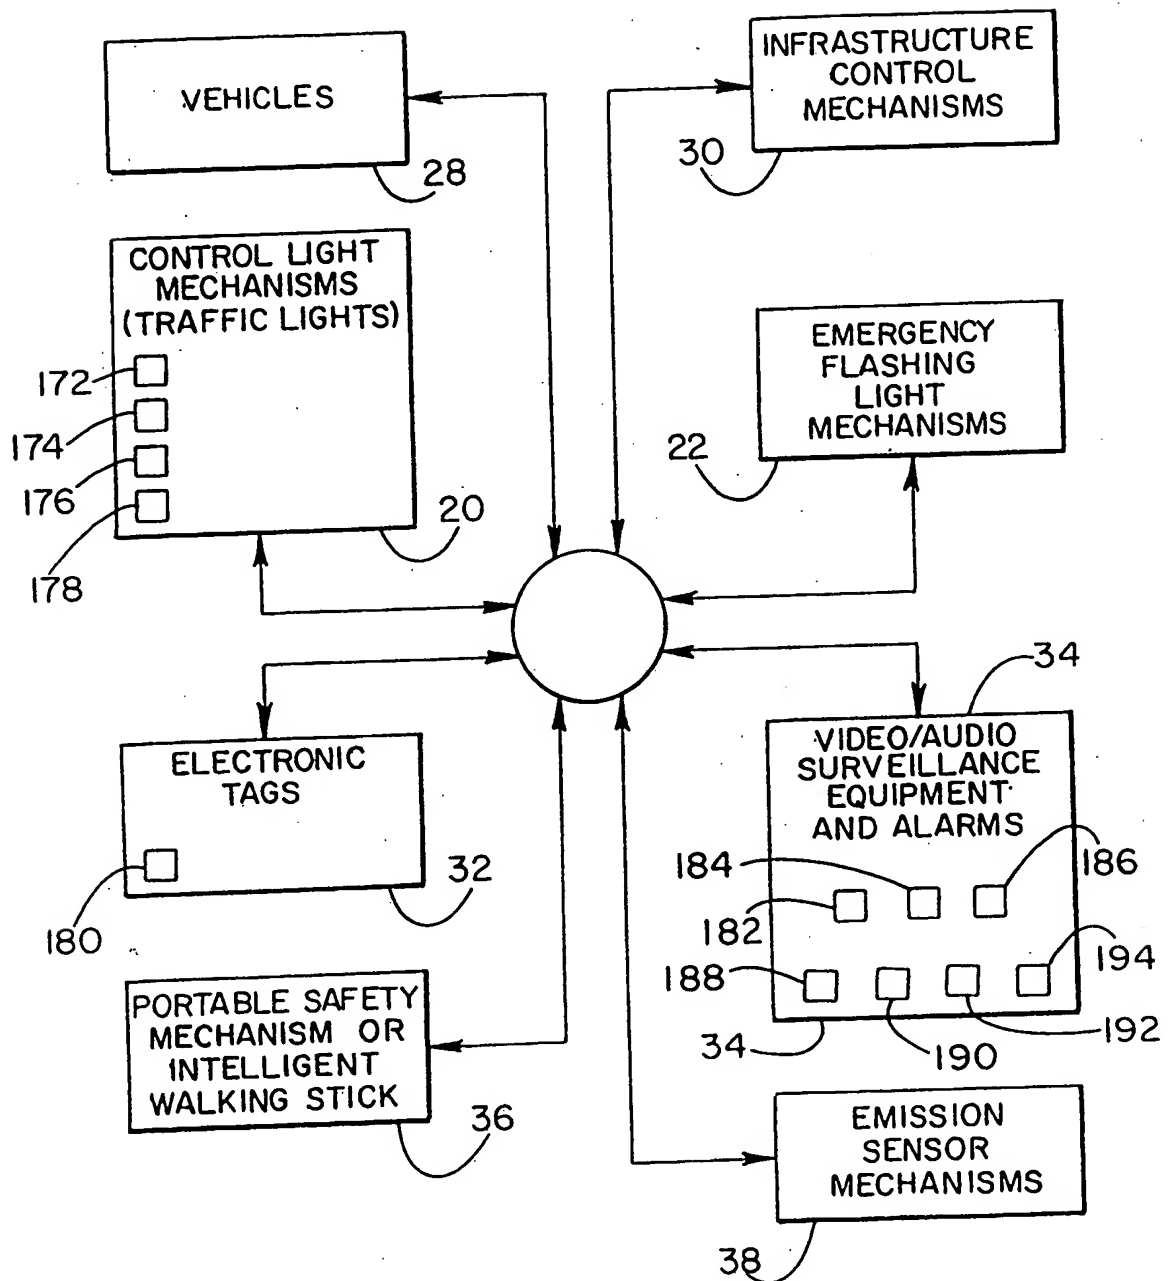 VEHICLES
28
INFRASTRUCTURE
CONTROL
MECHANISMS
30
CONTROL LIGHT
MECHANISMS
(TRAFFIC LIGHTS)
172
174
176
178
20
EMERGENCY
FLASHING
LIGHT
MECHANISMS
22
ELECTRONIC
TAGS
180
32
34
VIDEO/AUDIO
SURVEILLANCE
EQUIPMENT
AND ALARMS
184
186
182
188
194
34
190
192
PORTABLE SAFETY
MECHANISM OR
INTELLIGENT
WALKING STICK
36
EMISSION
SENSOR
MECHANISMS
38